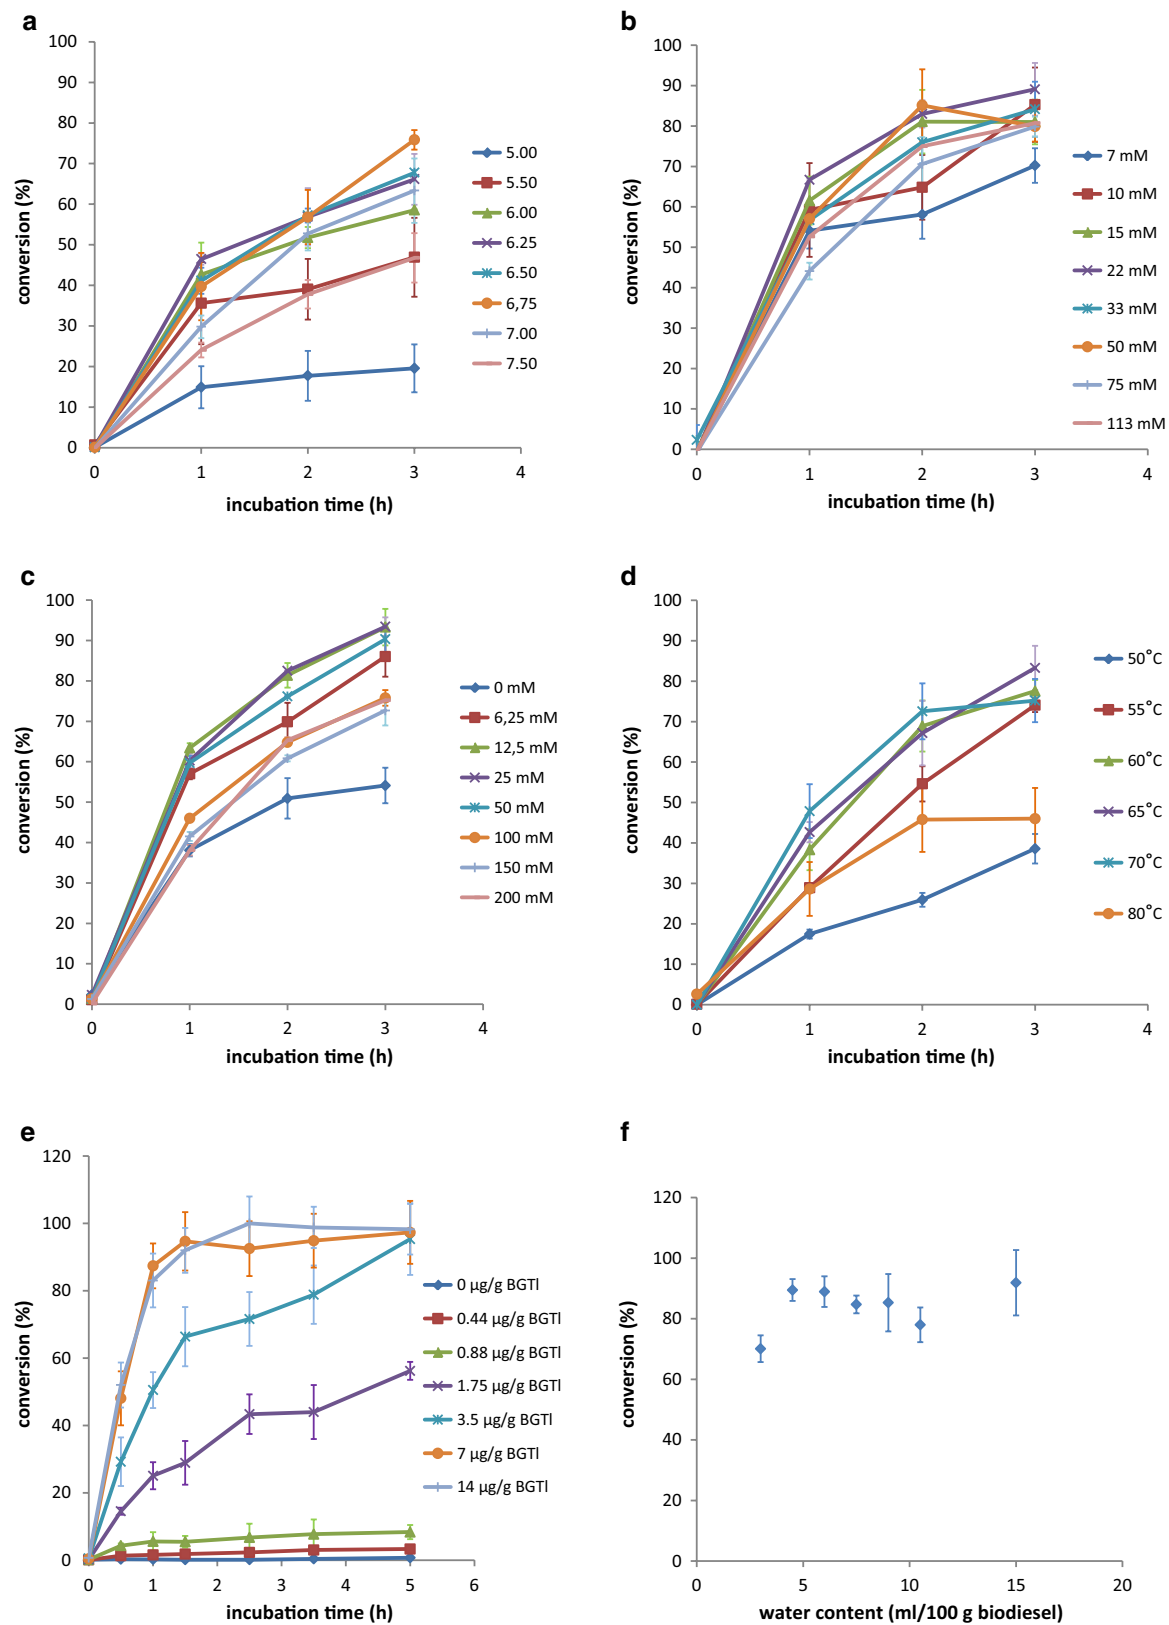 a
100
90
80
70
60
50
40
30
20
10
0
conversion (%)
0 1 2 3 4
incubation time (h)
5.00
5.50
6.00
6.25
6.50
6,75
7.00
7.50
b
100
90
80
70
60
50
40
30
20
10
0
conversion (%)
0 1 2 3 4
incubation time (h)
7 mM
10 mM
15 mM
22 mM
33 mM
50 mM
75 mM
113 mM
c
100
90
80
70
60
50
40
30
20
10
0
conversion (%)
0 1 2 3 4
incubation time (h)
0 mM
6,25 mM
12,5 mM
25 mM
50 mM
100 mM
150 mM
200 mM
d
100
90
80
70
60
50
40
30
20
10
0
conversion (%)
0 1 2 3 4
incubation time (h)
50°C
55°C
60°C
65°C
70°C
80°C
e
120
100
80
60
40
20
0
conversion (%)
0 1 2 3 4 5 6
incubation time (h)
0 µg/g BGTl
0.44 µg/g BGTl
0.88 µg/g BGTl
1.75 µg/g BGTl
3.5 µg/g BGTl
7 µg/g BGTl
14 µg/g BGTl
f
120
100
80
60
40
20
0
conversion (%)
0 5 10 15 20
water content (ml/100 g biodiesel)